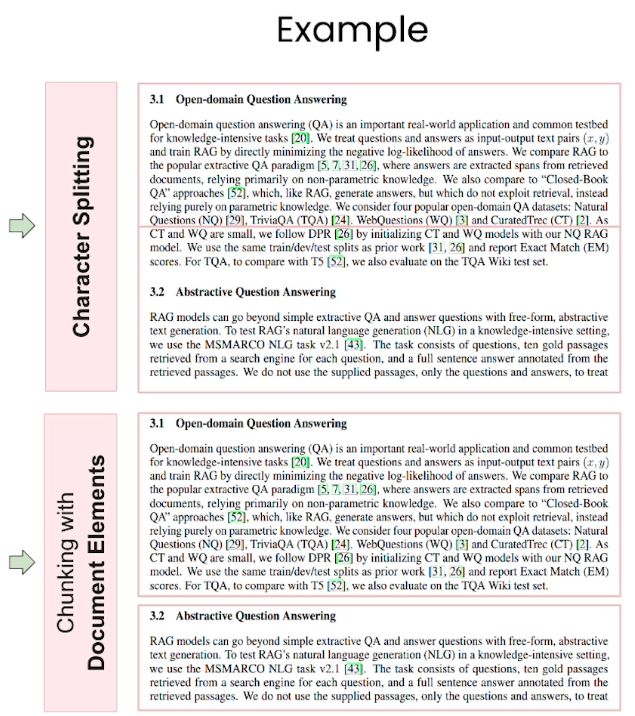 Example
Character Splitting
3.1 Open-domain Question Answering
Open-domain question answering (QA) is an important real-world application and common testbed
for knowledge-intensive tasks [20]. We treat questions and answers as input-output text pairs (x, y)
and train RAG by directly minimizing the negative log-likelihood of answers. We compare RAG to
the popular extractive QA paradigm [5, 7, 31, 26], where answers are extracted spans from retrieved
documents, relying primarily on non-parametric knowledge. We also compare to “Closed-Book
QA” approaches [52], which, like RAG, generate answers, but which do not exploit retrieval, instead
relying purely on parametric knowledge. We consider four popular open-domain QA datasets: Natural
Questions (NQ) [29], TriviaQA (TQA) [24]. WebQuestions (WQ) [3] and CuratedTrec (CT) [2]. As
CT and WQ are small, we follow DPR [26] by initializing CT and WQ models with our NQ RAG
model. We use the same train/dev/test splits as prior work [31, 26] and report Exact Match (EM)
scores. For TQA, to compare with T5 [52], we also evaluate on the TQA Wiki test set.
3.2 Abstractive Question Answering
RAG models can go beyond simple extractive QA and answer questions with free-form, abstractive
text generation. To test RAG’s natural language generation (NLG) in a knowledge-intensive setting,
we use the MSMARCO NLG task v2.1 [43]. The task consists of questions, ten gold passages
retrieved from a search engine for each question, and a full sentence answer annotated from the
retrieved passages. We do not use the supplied passages, only the questions and answers, to treat
Chunking with
Document Elements
3.1 Open-domain Question Answering
Open-domain question answering (QA) is an important real-world application and common testbed
for knowledge-intensive tasks [20]. We treat questions and answers as input-output text pairs (x, y)
and train RAG by directly minimizing the negative log-likelihood of answers. We compare RAG to
the popular extractive QA paradigm [5, 7, 31, 26], where answers are extracted spans from retrieved
documents, relying primarily on non-parametric knowledge. We also compare to “Closed-Book
QA” approaches [52], which, like RAG, generate answers, but which do not exploit retrieval, instead
relying purely on parametric knowledge. We consider four popular open-domain QA datasets: Natural
Questions (NQ) [29], TriviaQA (TQA) [24]. WebQuestions (WQ) [3] and CuratedTrec (CT) [2]. As
CT and WQ are small, we follow DPR [26] by initializing CT and WQ models with our NQ RAG
model. We use the same train/dev/test splits as prior work [31, 26] and report Exact Match (EM)
scores. For TQA, to compare with T5 [52], we also evaluate on the TQA Wiki test set.
3.2 Abstractive Question Answering
RAG models can go beyond simple extractive QA and answer questions with free-form, abstractive
text generation. To test RAG’s natural language generation (NLG) in a knowledge-intensive setting,
we use the MSMARCO NLG task v2.1 [43]. The task consists of questions, ten gold passages
retrieved from a search engine for each question, and a full sentence answer annotated from the
retrieved passages. We do not use the supplied passages, only the questions and answers, to treat